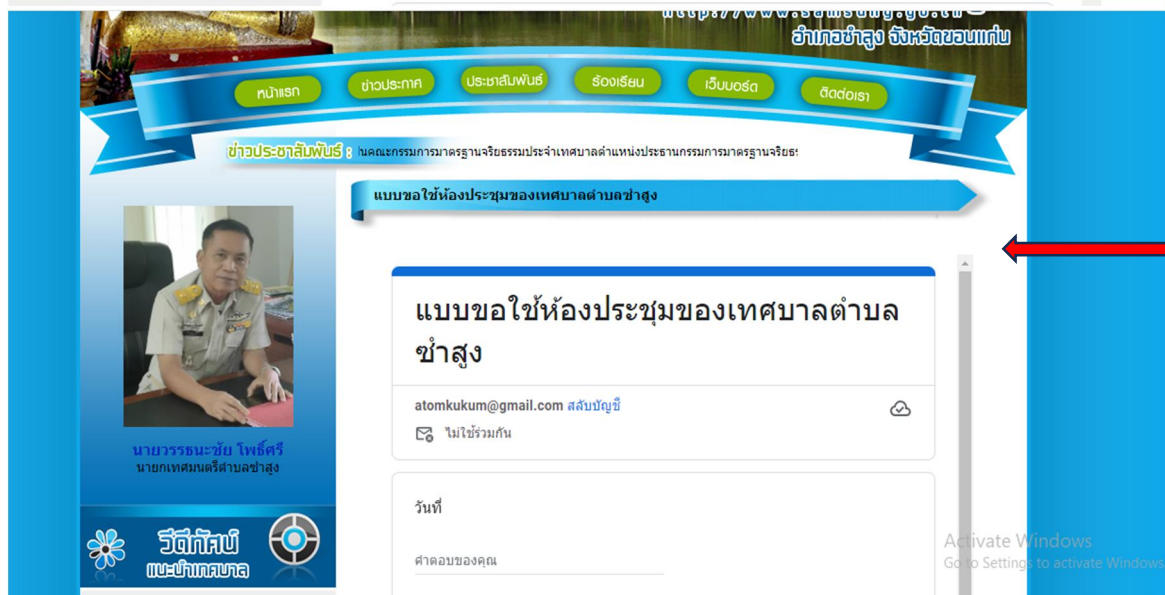 อำเภอซำสูง จังหวัดขอนแก่น
หน้าแรก
ข่าวประกาศ
ประชาสัมพันธ์
ร้องเรียน
เว็บบอร์ด
ติดต่อเรา
ข่าวประชาสัมพันธ์ : ในคณะกรรมการมาตรฐานจริยธรรมประจำเทศบาลตำแหน่งประธานกรรมการมาตรฐานจริยธ
แบบขอใช้ห้องประชุมของเทศบาลตำบลซำสูง
แบบขอใช้ห้องประชุมของเทศบาลตำบล
ซำสูง
atomkukum@gmail.com สลับบัญชี
ไม่ใช้ร่วมกัน
นายวรรธนะชัย โพธิ์ศรี
นายกเทศมนตรีตำบลซำสูง
วันที่
คำตอบของคุณ
วีดีทัศน์
แนะนำเทศบาล
Activate Windows
Go to Settings to activate Windows